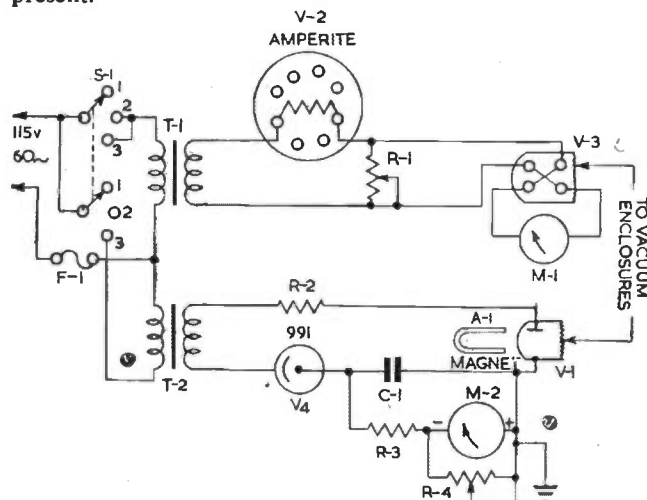 present.
V-2
AMPERITE
S-1
1
2
3
115v
60~
1
2
3
F-1
T-1
R-1
V-3
M-1
TO VACUUM
ENCLOSURES
R-2
991
V4
T-2
A-1
MAGNET
V-1
C-1
M-2
-
+
R-3
R-4